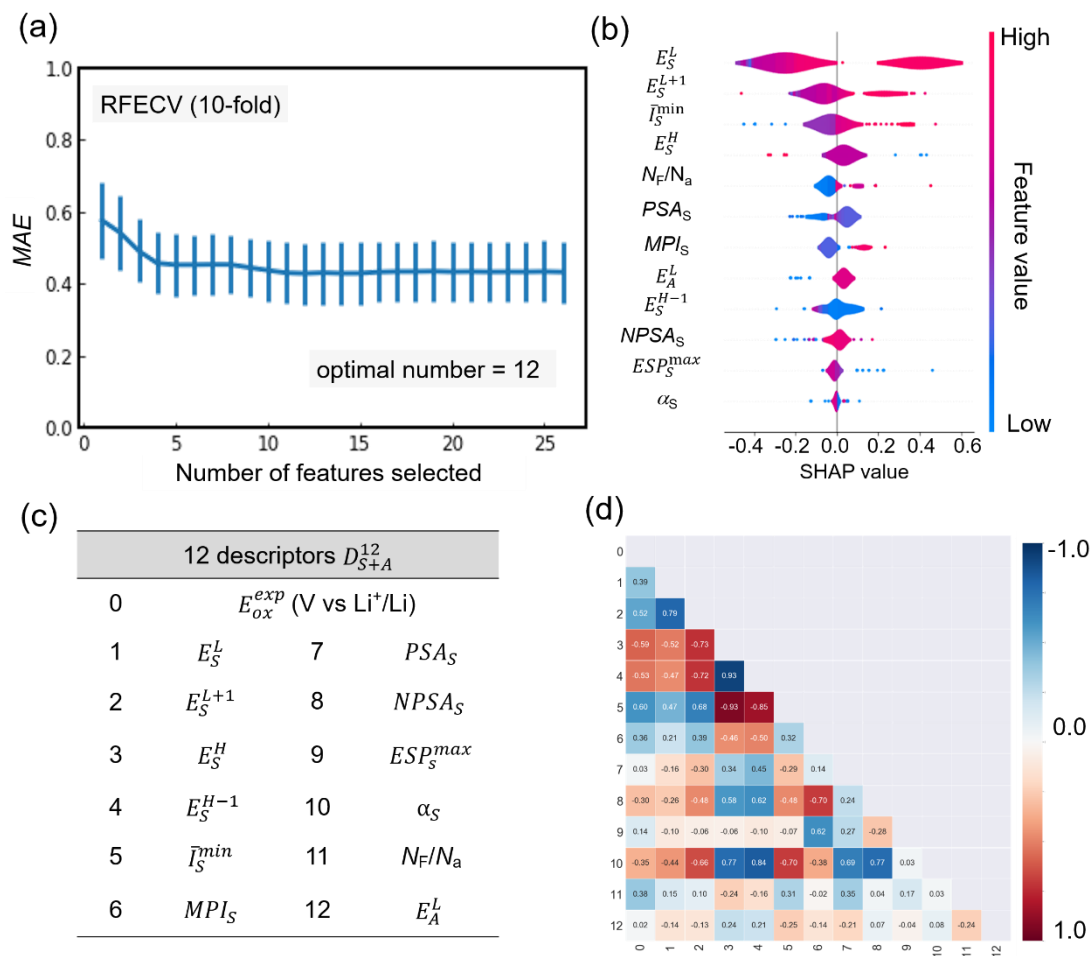 (a)
1.0
0.8
0.6
0.4
0.2
0.0
MAE
RFECV (10-fold)
optimal number = 12
0 5 10 15 20 25
Number of features selected
(b)
E_S^L
E_S^{L+1}
Ī_S^{min}
E_S^H
N_F/N_a
PSA_S
MPI_S
E_A^L
E_S^{H−1}
NPSA_S
ESP_S^{max}
α_S
-0.4 -0.2 0.0 0.2 0.4 0.6
SHAP value
High
Feature value
Low
(c)
12 descriptors D_{S+A}^{12}
0 E_{ox}^{exp} (V vs Li⁺/Li)
1 E_S^L 7 PSA_S
2 E_S^{L+1} 8 NPSA_S
3 E_S^H 9 ESP_S^{max}
4 E_S^{H−1} 10 α_S
5 Ī_S^{min} 11 N_F/N_a
6 MPI_S 12 E_A^L
(d)
0
1 0.39
2 0.52 0.79
3 -0.59 -0.52 -0.73
4 -0.53 -0.47 -0.72 0.93
5 0.60 0.47 0.68 -0.93 -0.85
6 0.36 0.21 0.39 -0.46 -0.50 0.32
7 0.03 -0.16 -0.30 0.34 0.45 -0.29 0.14
8 -0.30 -0.26 -0.48 0.58 0.62 -0.48 -0.70 0.24
9 0.14 -0.10 -0.06 -0.06 -0.10 -0.07 0.62 0.27 -0.28
10 -0.35 -0.44 -0.66 0.77 0.84 -0.70 -0.38 0.69 0.77 0.03
11 0.38 0.15 0.10 -0.24 -0.16 0.31 -0.02 0.35 0.04 0.17 0.03
12 0.02 -0.14 -0.13 0.24 0.21 -0.25 -0.14 -0.21 0.07 -0.04 0.08 -0.24
0 1 2 3 4 5 6 7 8 9 10 11 12
-1.0
0.0
1.0